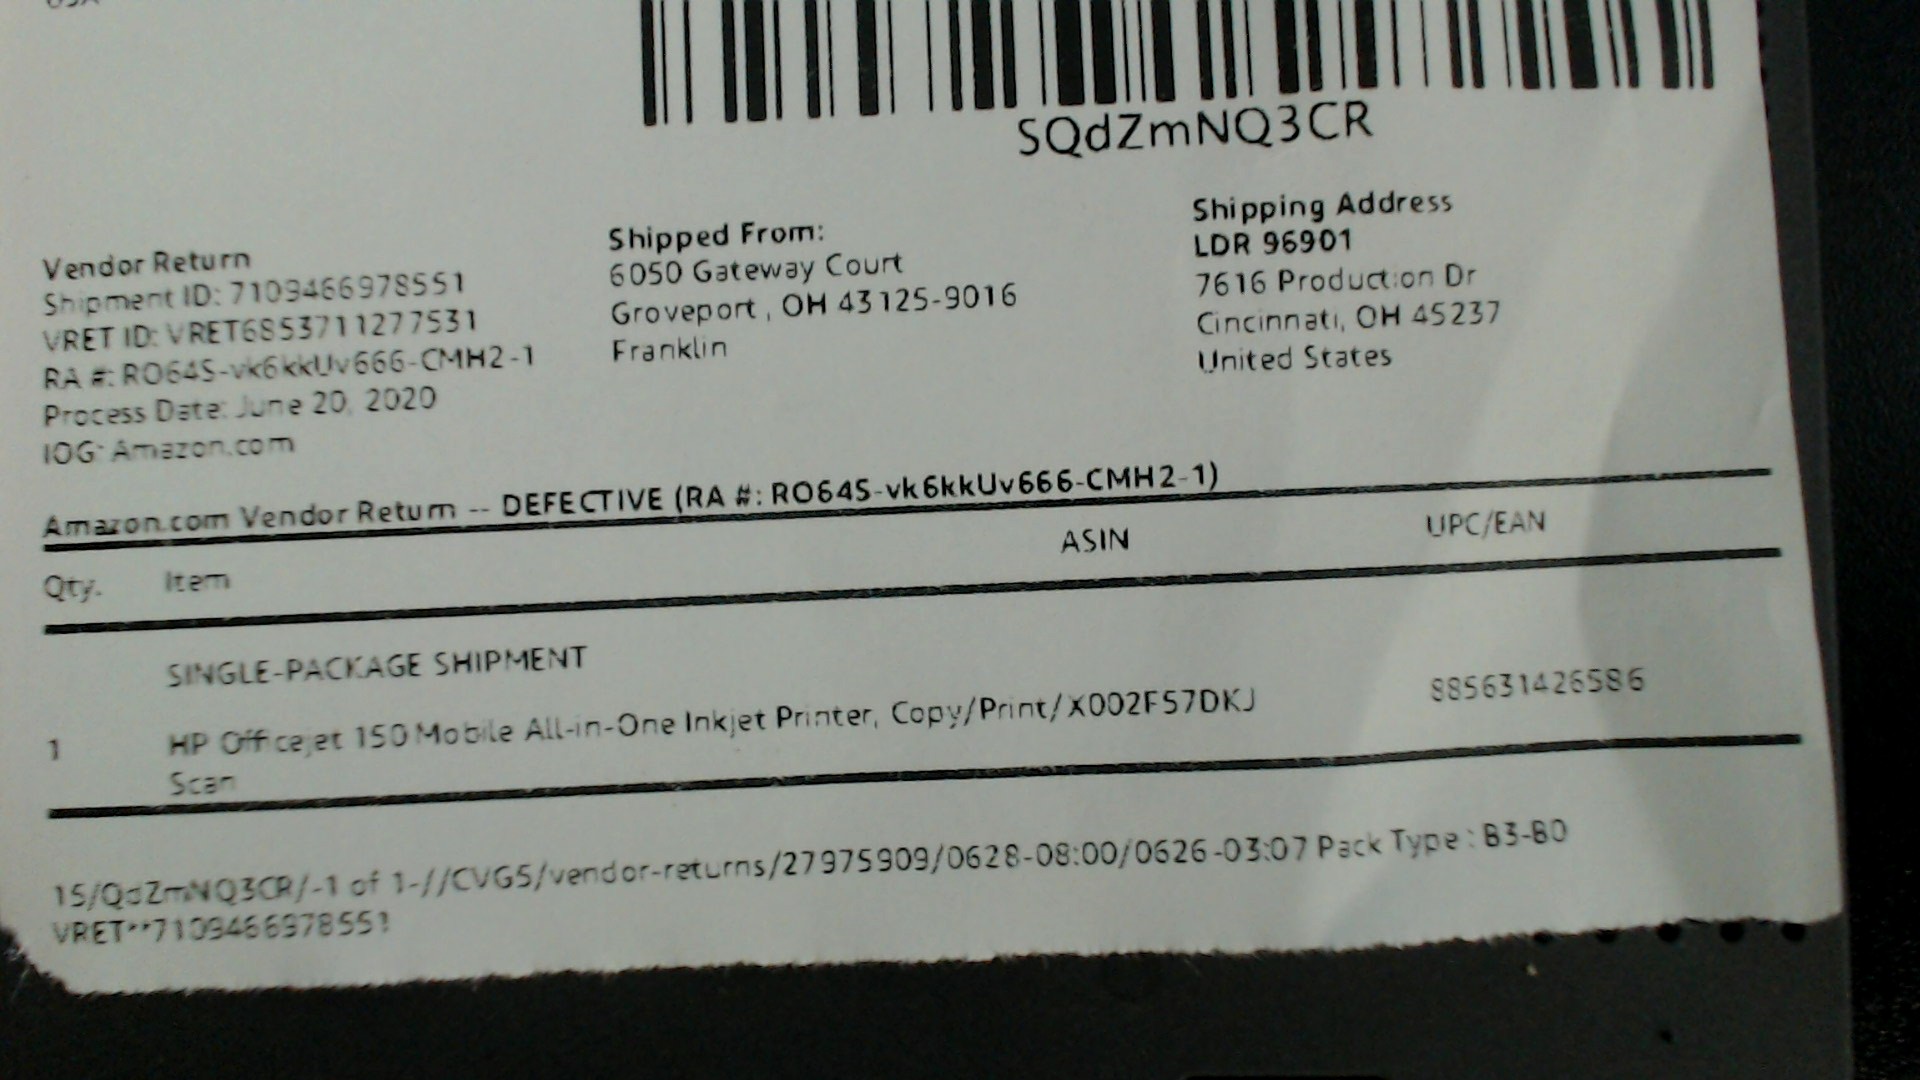 SQdZmNQ3CR
Vendor Return
Shipment ID: 7109466978551
VRET ID: VRET6853711277531
RA #: RO64S-vk6kkUv666-CMH2-1
Process Date: June 20, 2020
IOG: Amazon.com
Shipped From:
6050 Gateway Court
Groveport , OH 43125-9016
Franklin
Shipping Address
LDR 96901
7616 Production Dr
Cincinnati, OH 45237
United States
Amazon.com Vendor Return -- DEFECTIVE (RA #: RO64S-vk6kkUv666-CMH2-1)
Qty. Item ASIN UPC/EAN
SINGLE-PACKAGE SHIPMENT
1 HP Officejet 150 Mobile All-in-One Inkjet Printer, Copy/Print/ X002F57DKJ 885631426586
Scan
15/QdZmNQ3CR/-1 of 1-//CVG5/vendor-returns/27975909/0628-08:00/0626-03:07 Pack Type : B3-B0
VRET**7109466978551